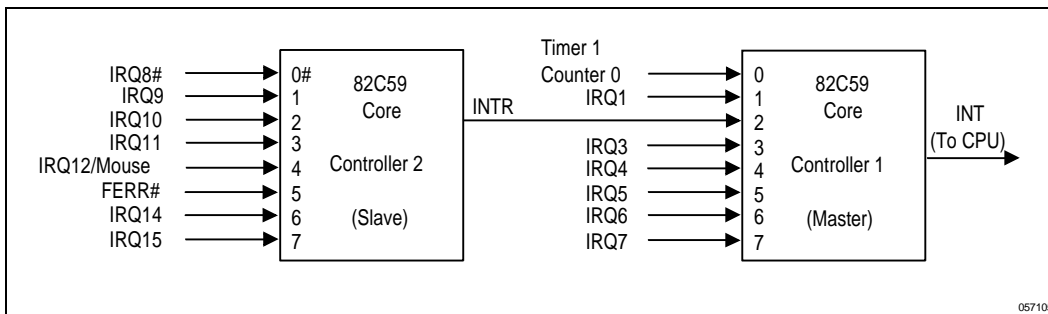 IRQ8#
IRQ9
IRQ10
IRQ11
IRQ12/Mouse
FERR#
IRQ14
IRQ15
0#
1
2
3
4
5
6
7
82C59
Core
Controller 2
(Slave)
INTR
Timer 1
Counter 0
IRQ1
IRQ3
IRQ4
IRQ5
IRQ6
IRQ7
0
1
2
3
4
5
6
7
82C59
Core
Controller 1
(Master)
INT
(To CPU)